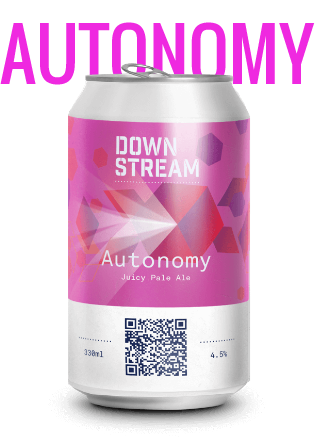 AUTONOMY
DOWN
STREAM
Autonomy
Juicy Pale Ale
330ml
4.5%